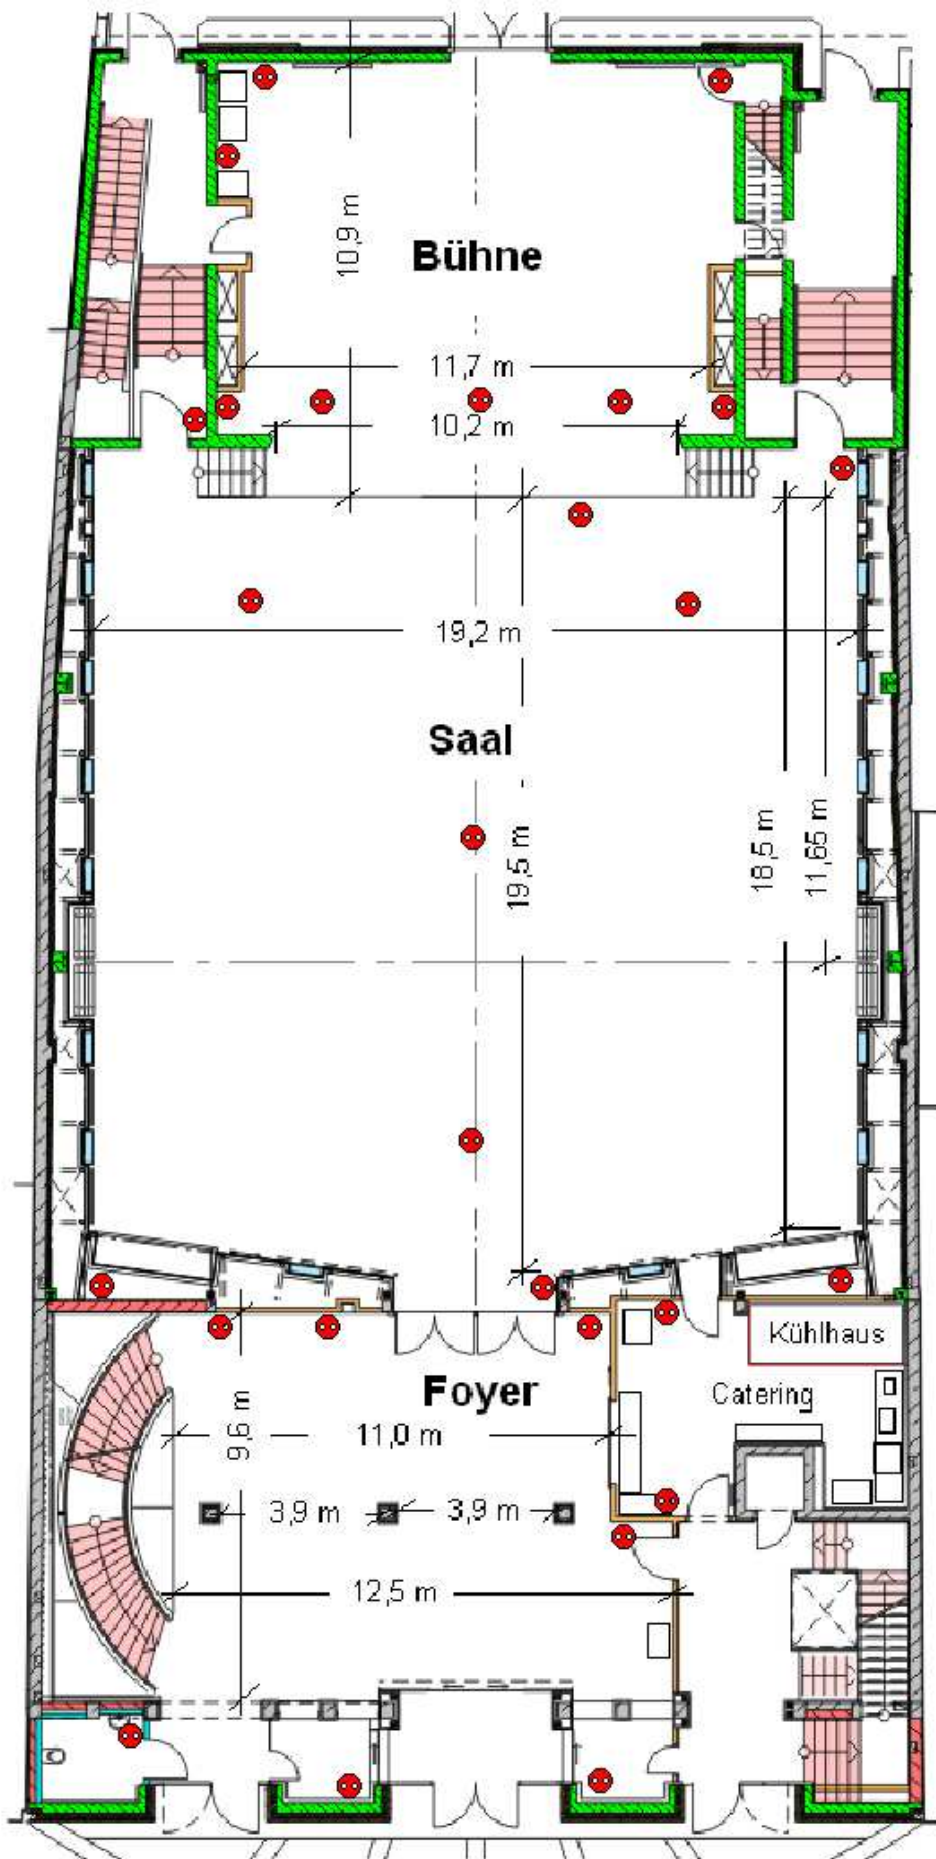 10,9 m
Bühne
11,7 m
10,2 m
19,2 m
Saal
19,5 m
18,5 m
11,65 m
Kühlhaus
Foyer
Catering
9,6 m
11,0 m
3,9 m
3,9 m
12,5 m